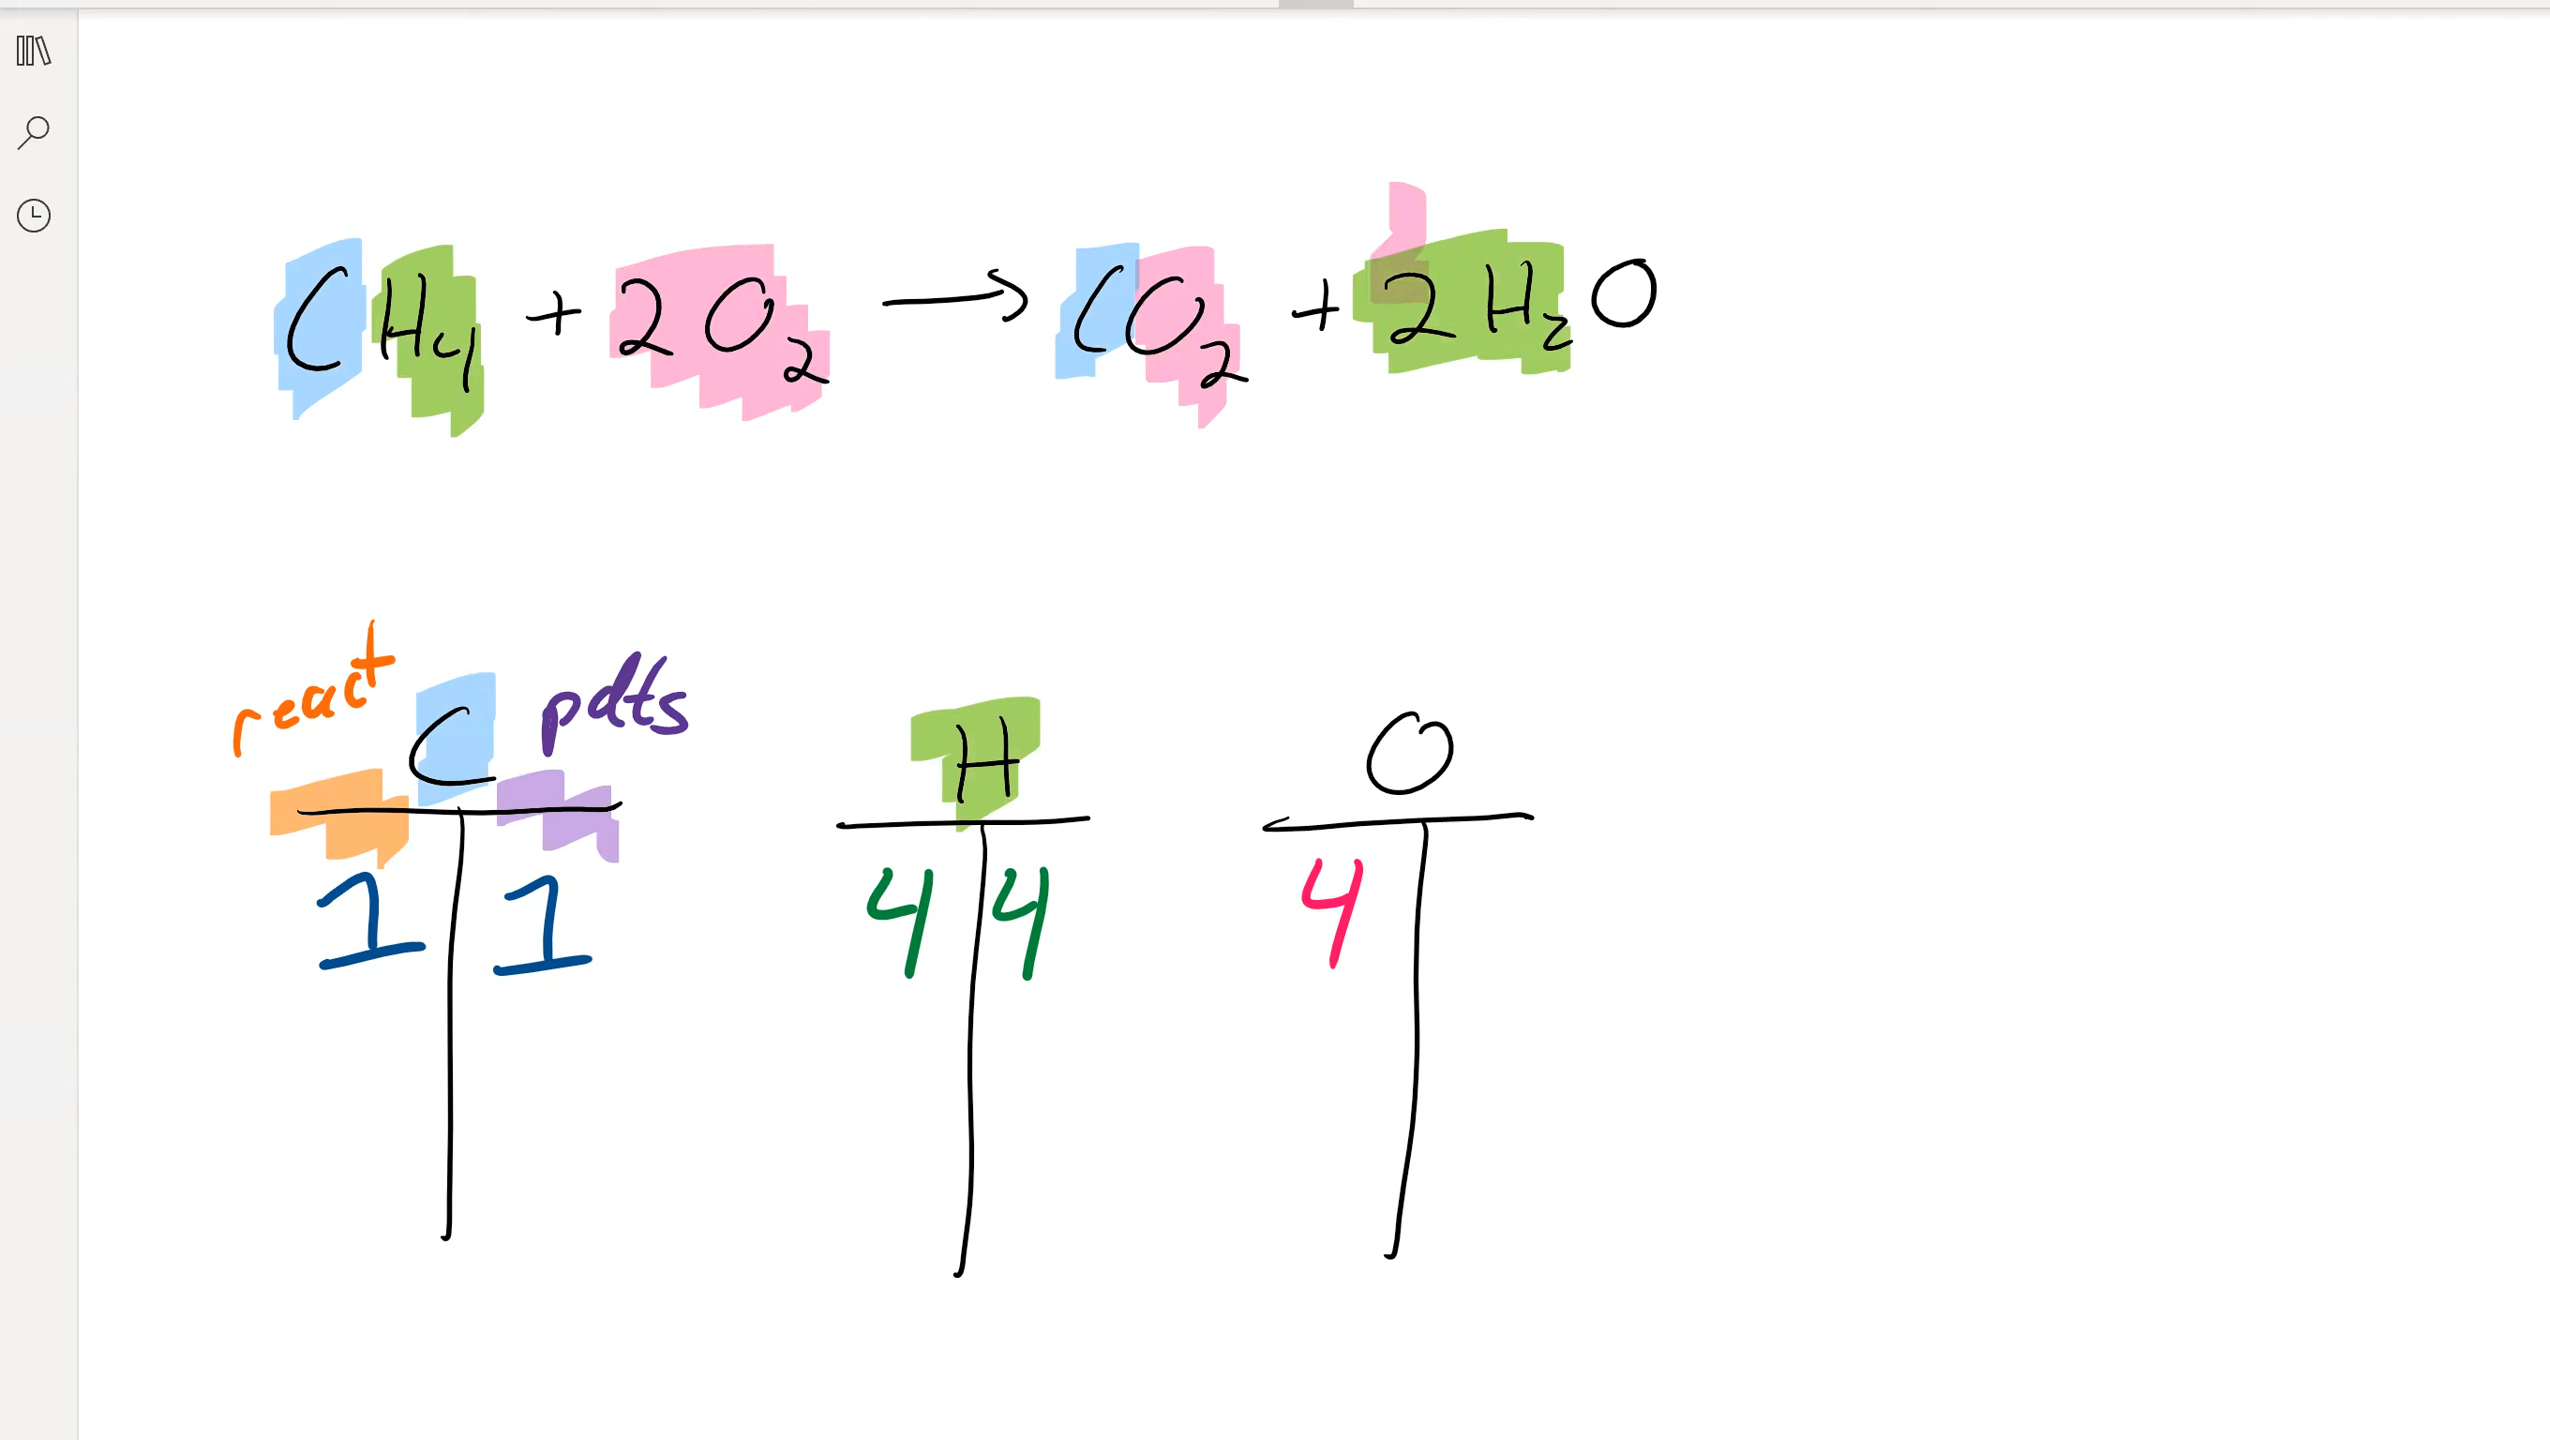 CH₄ + 2O₂ → CO₂ + 2H₂O
react C pdts
H
O
1 1
4 4
4